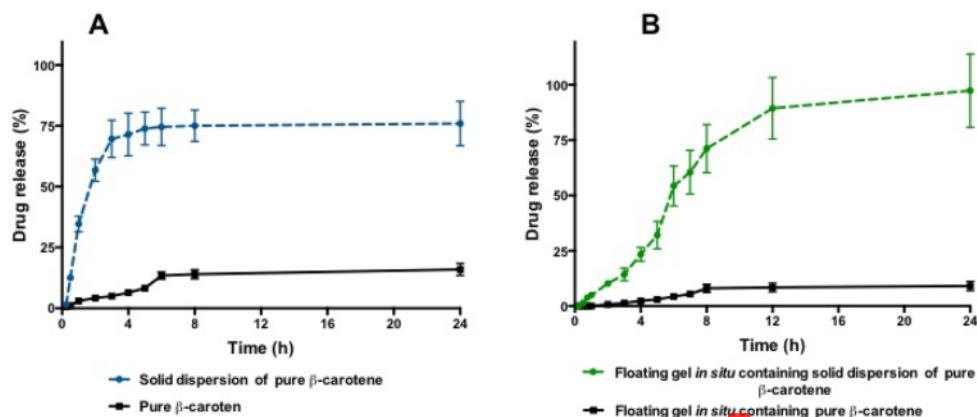 A
B
100
75
50
25
0
Drug release (%)
0 4 8 12 16 20 24
Time (h)
Solid dispersion of pure β-carotene
Pure β-caroten
100
75
50
25
0
Drug release (%)
0 4 8 12 16 20 24
Time (h)
Floating gel in situ containing solid dispersion of pure
β-carotene
Floating gel in situ containing pure β-carotene